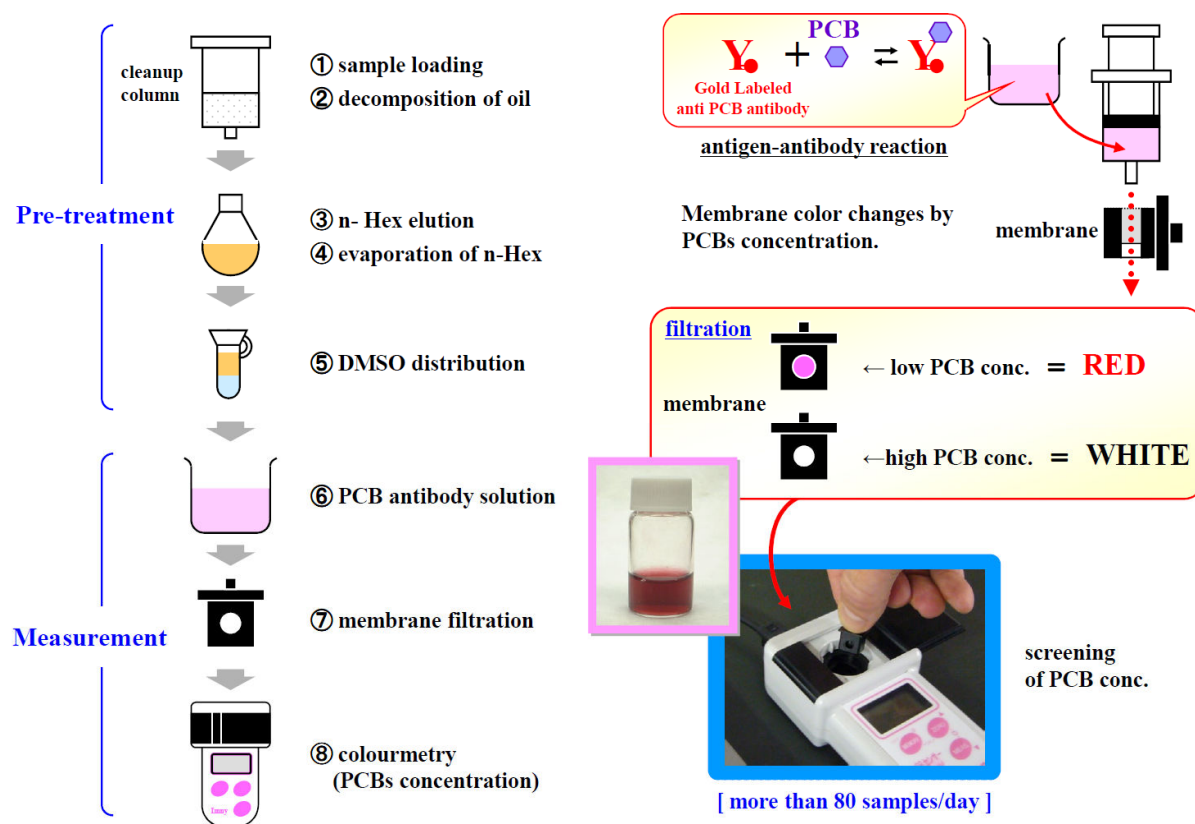 cleanup
column
① sample loading
② decomposition of oil
Pre-treatment
③ n- Hex elution
④ evaporation of n-Hex
⑤ DMSO distribution
⑥ PCB antibody solution
⑦ membrane filtration
Measurement
⑧ colourmetry
(PCBs concentration)
Y + PCB ⇄ Y
Gold Labeled
anti PCB antibody
antigen-antibody reaction
Membrane color changes by
PCBs concentration.
membrane
filtration
← low PCB conc. = RED
membrane
←high PCB conc. = WHITE
screening
of PCB conc.
[ more than 80 samples/day ]